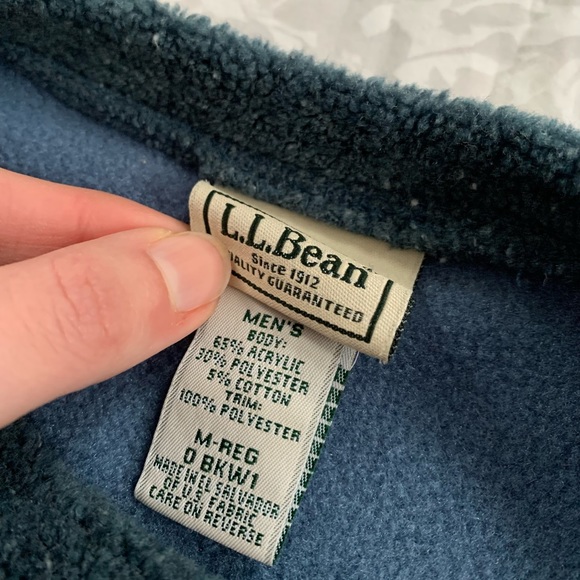 L.L.Bean
Since 1912
QUALITY GUARANTEED
MEN'S
BODY:
65% ACRYLIC
30% POLYESTER
5% COTTON
TRIM:
100% POLYESTER
M-REG
0 BKW1
MADE IN EL SALVADOR
OF U.S. FABRIC
CARE ON REVERSE